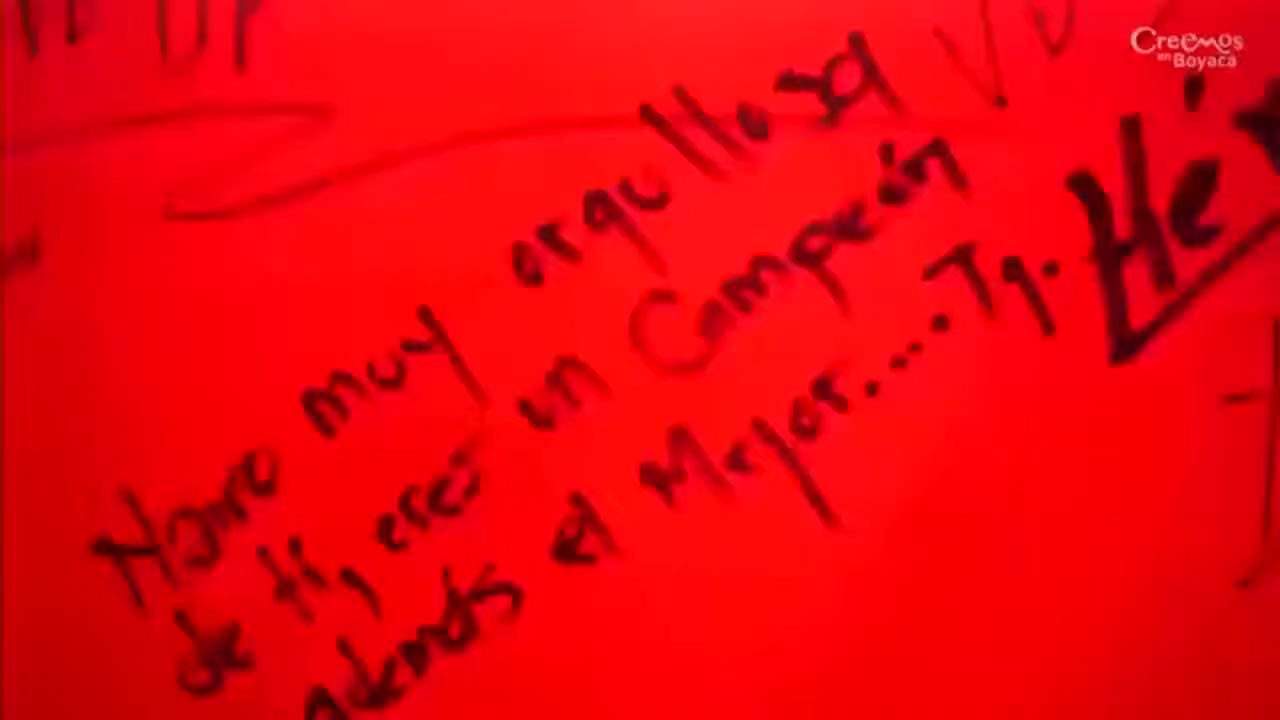 Creemos
en Boyacá
Nairo muy orgullosa
de ti, eres un Campeón
Además el Mejor.... Tq.